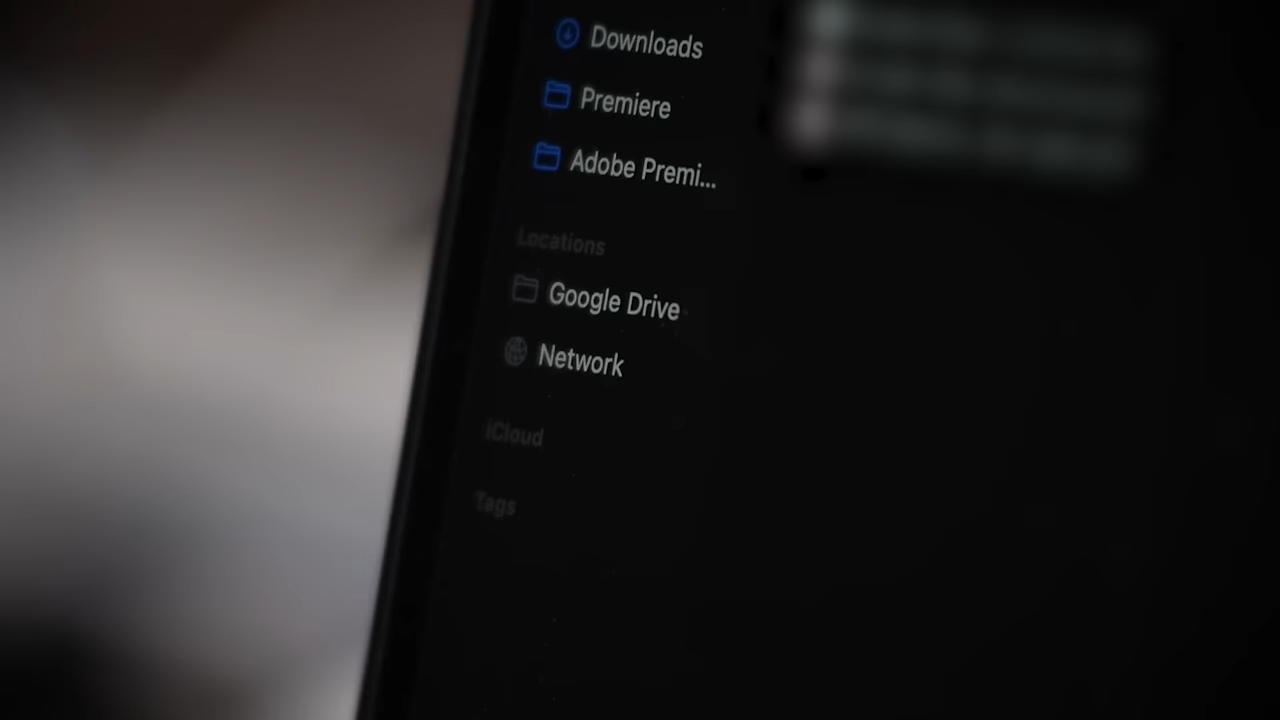 Downloads
Premiere
Adobe Premi...
Locations
Google Drive
Network
iCloud
Tags